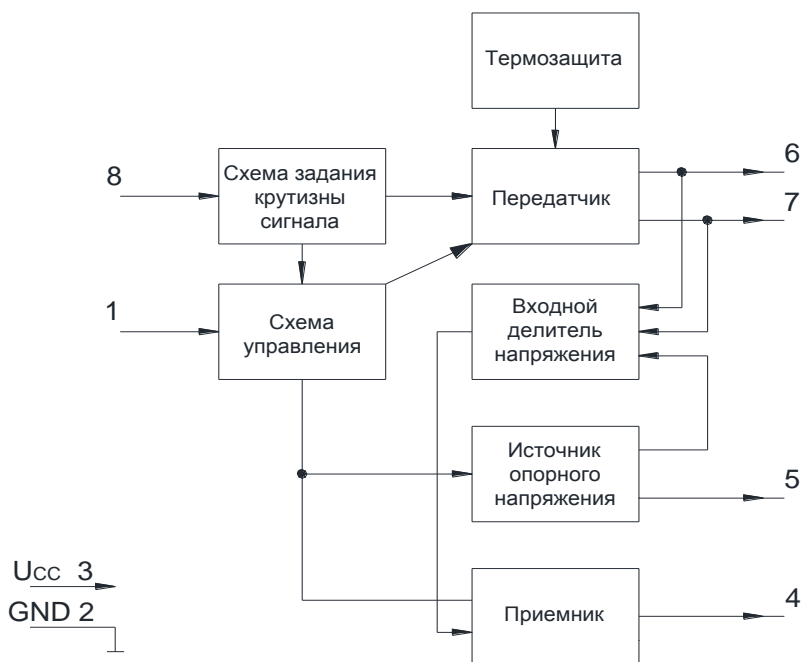 Термозащита
8
Схема задания
крутизны
сигнала
Передатчик
6
7
1
Схема
управления
Входной
делитель
напряжения
Источник
опорного
напряжения
5
Ucc 3
GND 2
Приемник
4